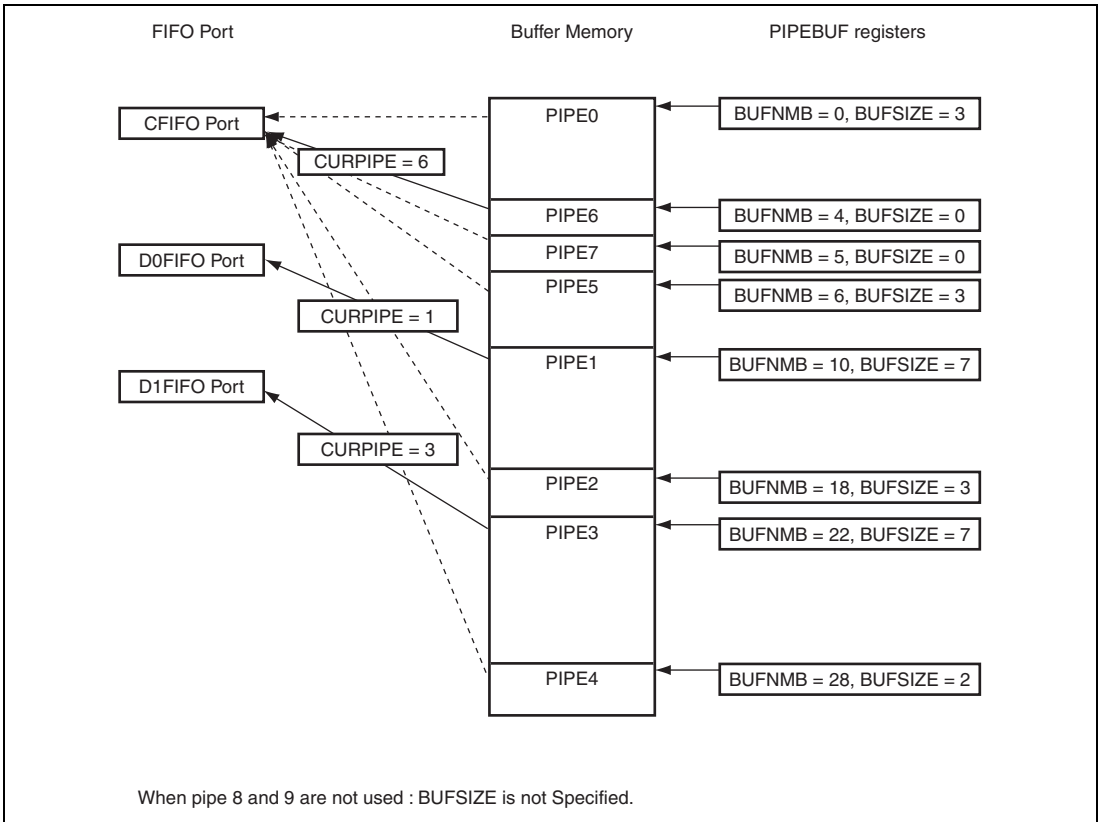 FIFO Port
Buffer Memory
PIPEBUF registers
CFIFO Port
PIPE0
BUFNMB = 0, BUFSIZE = 3
CURPIPE = 6
PIPE6
BUFNMB = 4, BUFSIZE = 0
D0FIFO Port
PIPE7
BUFNMB = 5, BUFSIZE = 0
PIPE5
BUFNMB = 6, BUFSIZE = 3
CURPIPE = 1
PIPE1
BUFNMB = 10, BUFSIZE = 7
D1FIFO Port
CURPIPE = 3
PIPE2
BUFNMB = 18, BUFSIZE = 3
PIPE3
BUFNMB = 22, BUFSIZE = 7
PIPE4
BUFNMB = 28, BUFSIZE = 2
When pipe 8 and 9 are not used : BUFSIZE is not Specified.